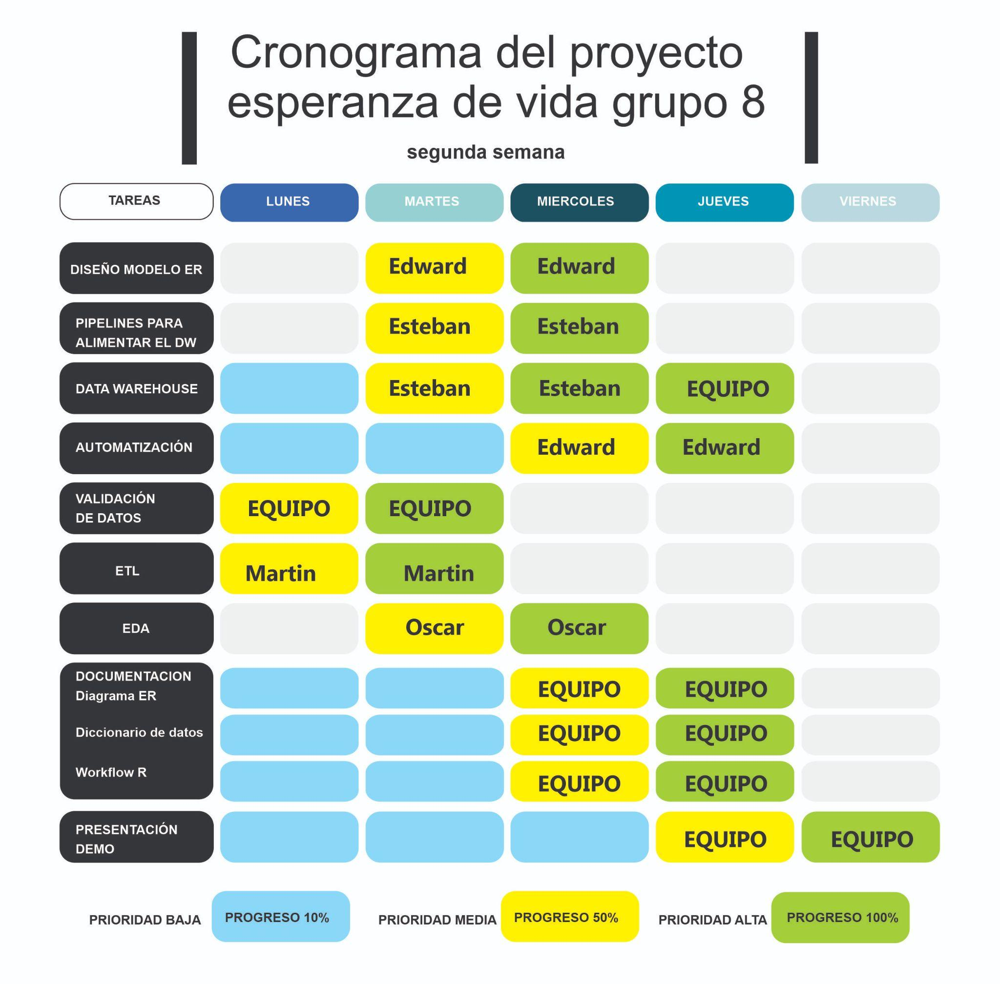 Cronograma del proyecto
esperanza de vida grupo 8
segunda semana
TAREAS LUNES MARTES MIERCOLES JUEVES VIERNES
DISEÑO MODELO ER Edward Edward
PIPELINES PARA
ALIMENTAR EL DW Esteban Esteban
DATA WAREHOUSE Esteban Esteban EQUIPO
AUTOMATIZACIÓN Edward Edward
VALIDACIÓN
DE DATOS EQUIPO EQUIPO
ETL Martin Martin
EDA Oscar Oscar
DOCUMENTACION
Diagrama ER EQUIPO EQUIPO
Diccionario de datos EQUIPO EQUIPO
Workflow R EQUIPO EQUIPO
PRESENTACIÓN
DEMO EQUIPO EQUIPO
PRIORIDAD BAJA PROGRESO 10% PRIORIDAD MEDIA PROGRESO 50% PRIORIDAD ALTA PROGRESO 100%